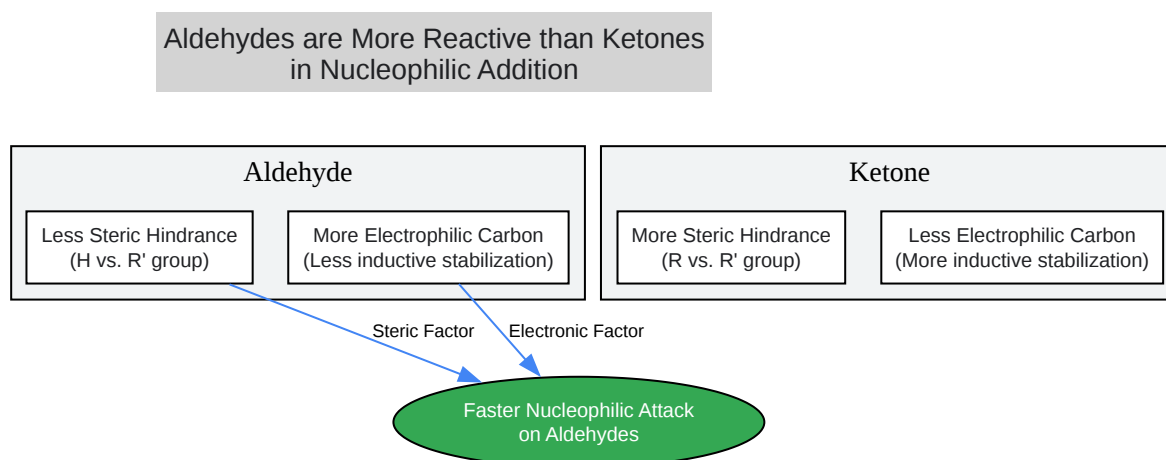 Aldehydes are More Reactive than Ketones
in Nucleophilic Addition
Aldehyde
Less Steric Hindrance
(H vs. R' group)
More Electrophilic Carbon
(Less inductive stabilization)
Ketone
More Steric Hindrance
(R vs. R' group)
Less Electrophilic Carbon
(More inductive stabilization)
Steric Factor
Electronic Factor
Faster Nucleophilic Attack
on Aldehydes